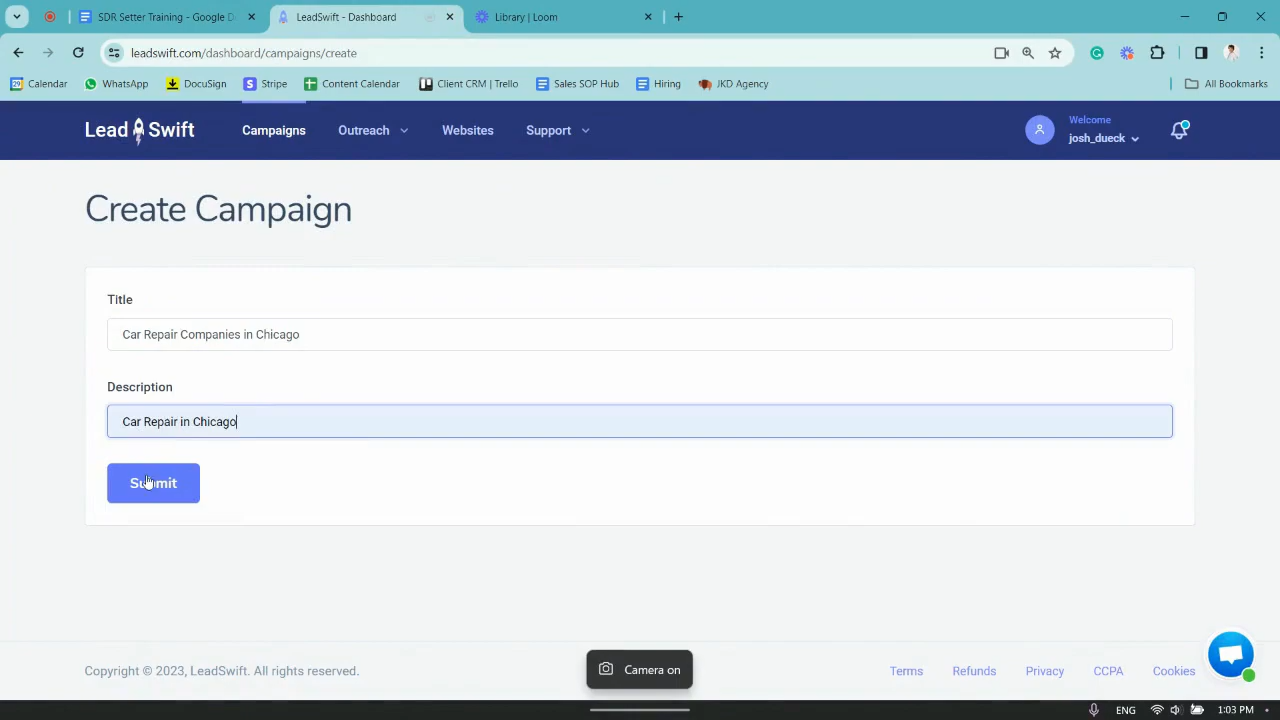 SDR Setter Training - Google D
LeadSwift - Dashboard
Library | Loom
leadswift.com/dashboard/campaigns/create
Calendar
WhatsApp
DocuSign
Stripe
Content Calendar
Client CRM | Trello
Sales SOP Hub
Hiring
JKD Agency
All Bookmarks
Lead Swift
Campaigns
Outreach
Websites
Support
Welcome
josh_dueck
Create Campaign
Title
Car Repair Companies in Chicago
Description
Car Repair in Chicago
Submit
Copyright © 2023, LeadSwift. All rights reserved.
Camera on
Terms
Refunds
Privacy
CCPA
Cookies
ENG
1:03 PM